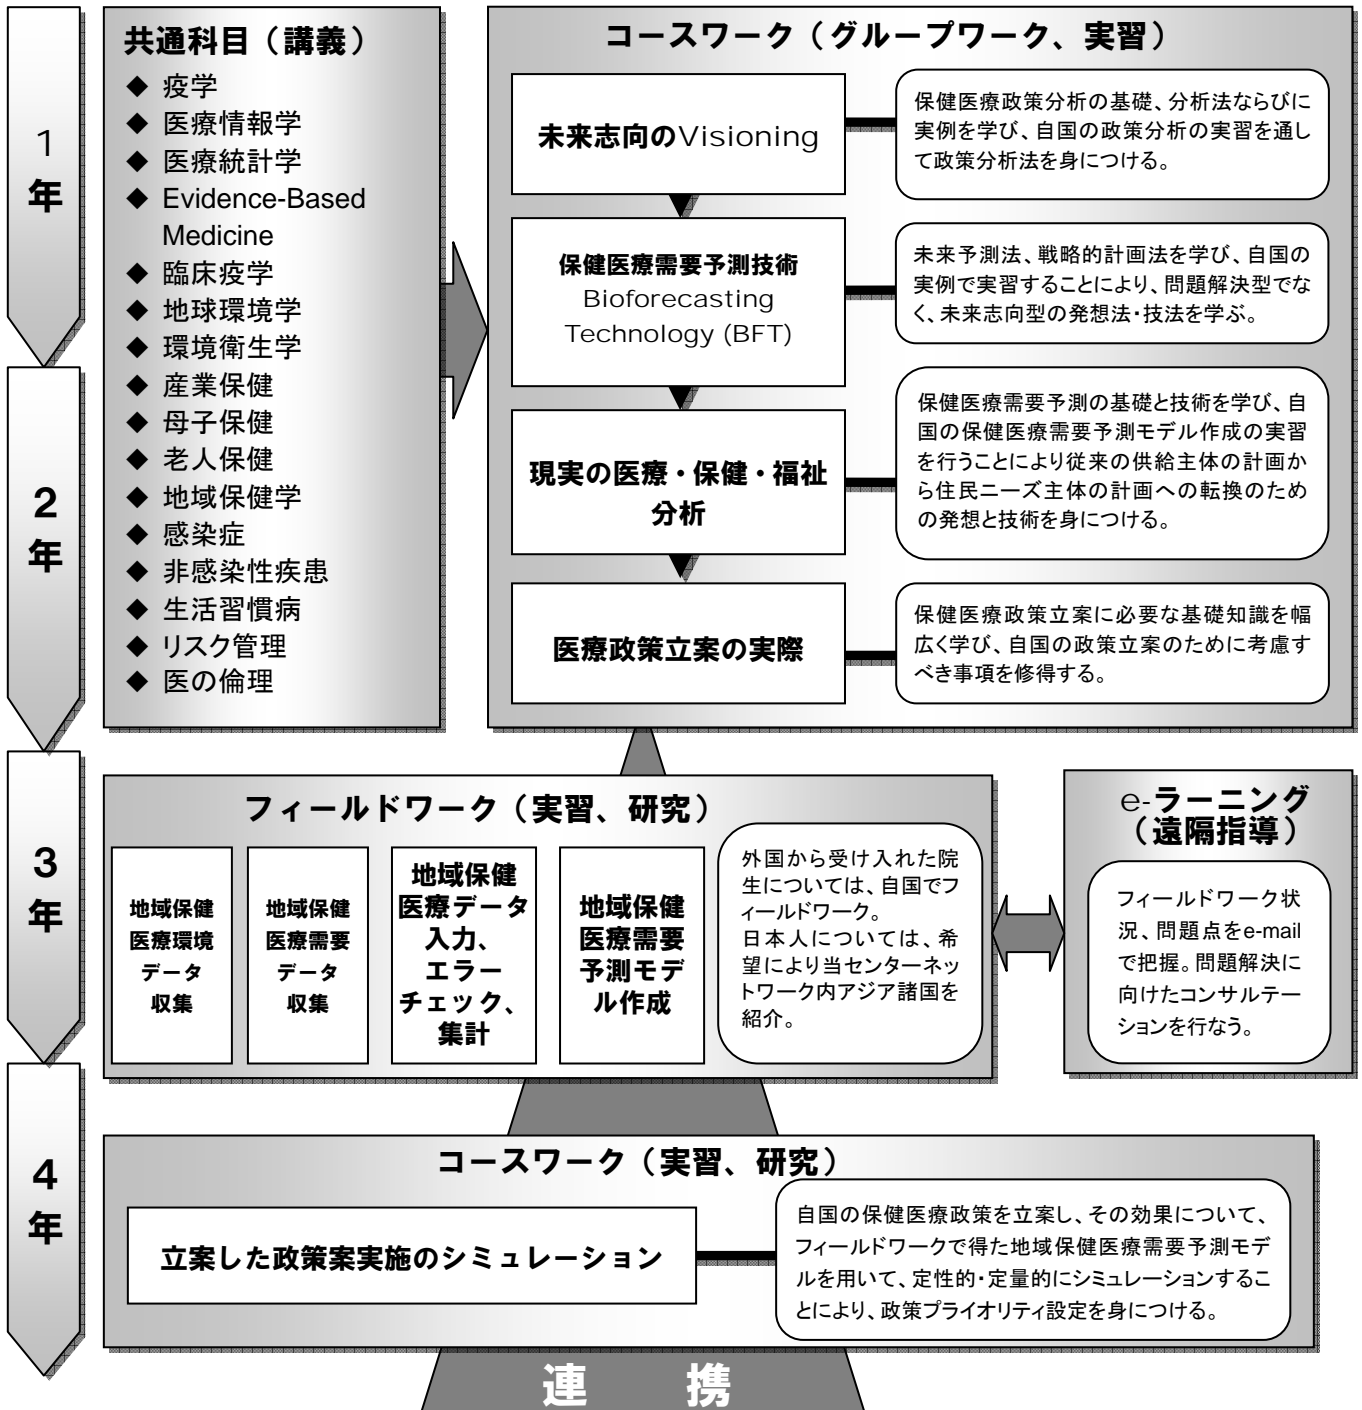 1
年
2
年
3
年
4
年
共通科目（講義）
◆ 疫学
◆ 医療情報学
◆ 医療統計学
◆ Evidence-Based
Medicine
◆ 臨床疫学
◆ 地球環境学
◆ 環境衛生学
◆ 産業保健
◆ 母子保健
◆ 老人保健
◆ 地域保健学
◆ 感染症
◆ 非感染性疾患
◆ 生活習慣病
◆ リスク管理
◆ 医の倫理
コースワーク（グループワーク、実習）
未来志向のVisioning
保健医療政策分析の基礎、分析法ならびに
実例を学び、自国の政策分析の実習を通し
て政策分析法を身につける。
保健医療需要予測技術
Bioforecasting
Technology (BFT)
未来予測法、戦略的計画法を学び、自国の
実例で実習することにより、問題解決型でな
く、未来志向型の発想法・技法を学ぶ。
現実の医療・保健・福祉
分析
保健医療需要予測の基礎と技術を学び、自
国の保健医療需要予測モデル作成の実習
を行うことにより従来の供給主体の計画か
ら住民ニーズ主体の計画への転換のため
の発想と技術を身につける。
医療政策立案の実際
保健医療政策立案に必要な基礎知識を幅
広く学び、自国の政策立案のために考慮す
べき事項を修得する。
フィールドワーク（実習、研究）
地域保健
医療環境
データ
収集
地域保健
医療需要
データ
収集
地域保健
医療データ
入力、
エラー
チェック、
集計
地域保健
医療需要
予測モデ
ル作成
外国から受け入れた院
生については、自国でフ
ィールドワーク。
日本人については、希
望により当センターネッ
トワーク内アジア諸国を
紹介。
e-ラーニング
（遠隔指導）
フィールドワーク状
況、問題点をe-mail
で把握。問題解決に
向けたコンサルテー
ションを行なう。
コースワーク（実習、研究）
立案した政策案実施のシミュレーション
自国の保健医療政策を立案し、その効果について、
フィールドワークで得た地域保健医療需要予測モデ
ルを用いて、定性的・定量的にシミュレーションするこ
とにより、政策プライオリティ設定を身につける。
連 携